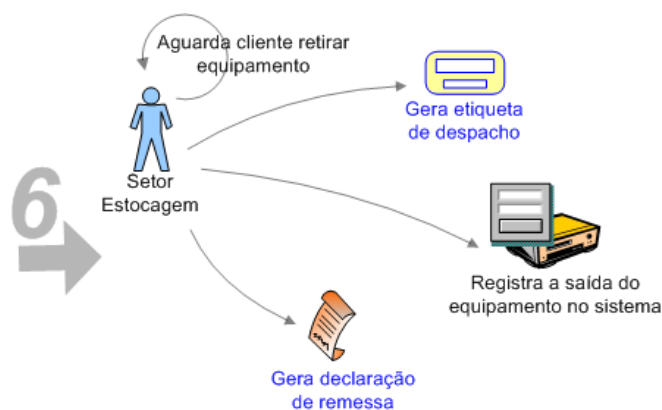 Aguarda cliente retirar
equipamento
Gera etiqueta
de despacho
Setor
Estocagem
6
Registra a saída do
equipamento no sistema
Gera declaração
de remessa